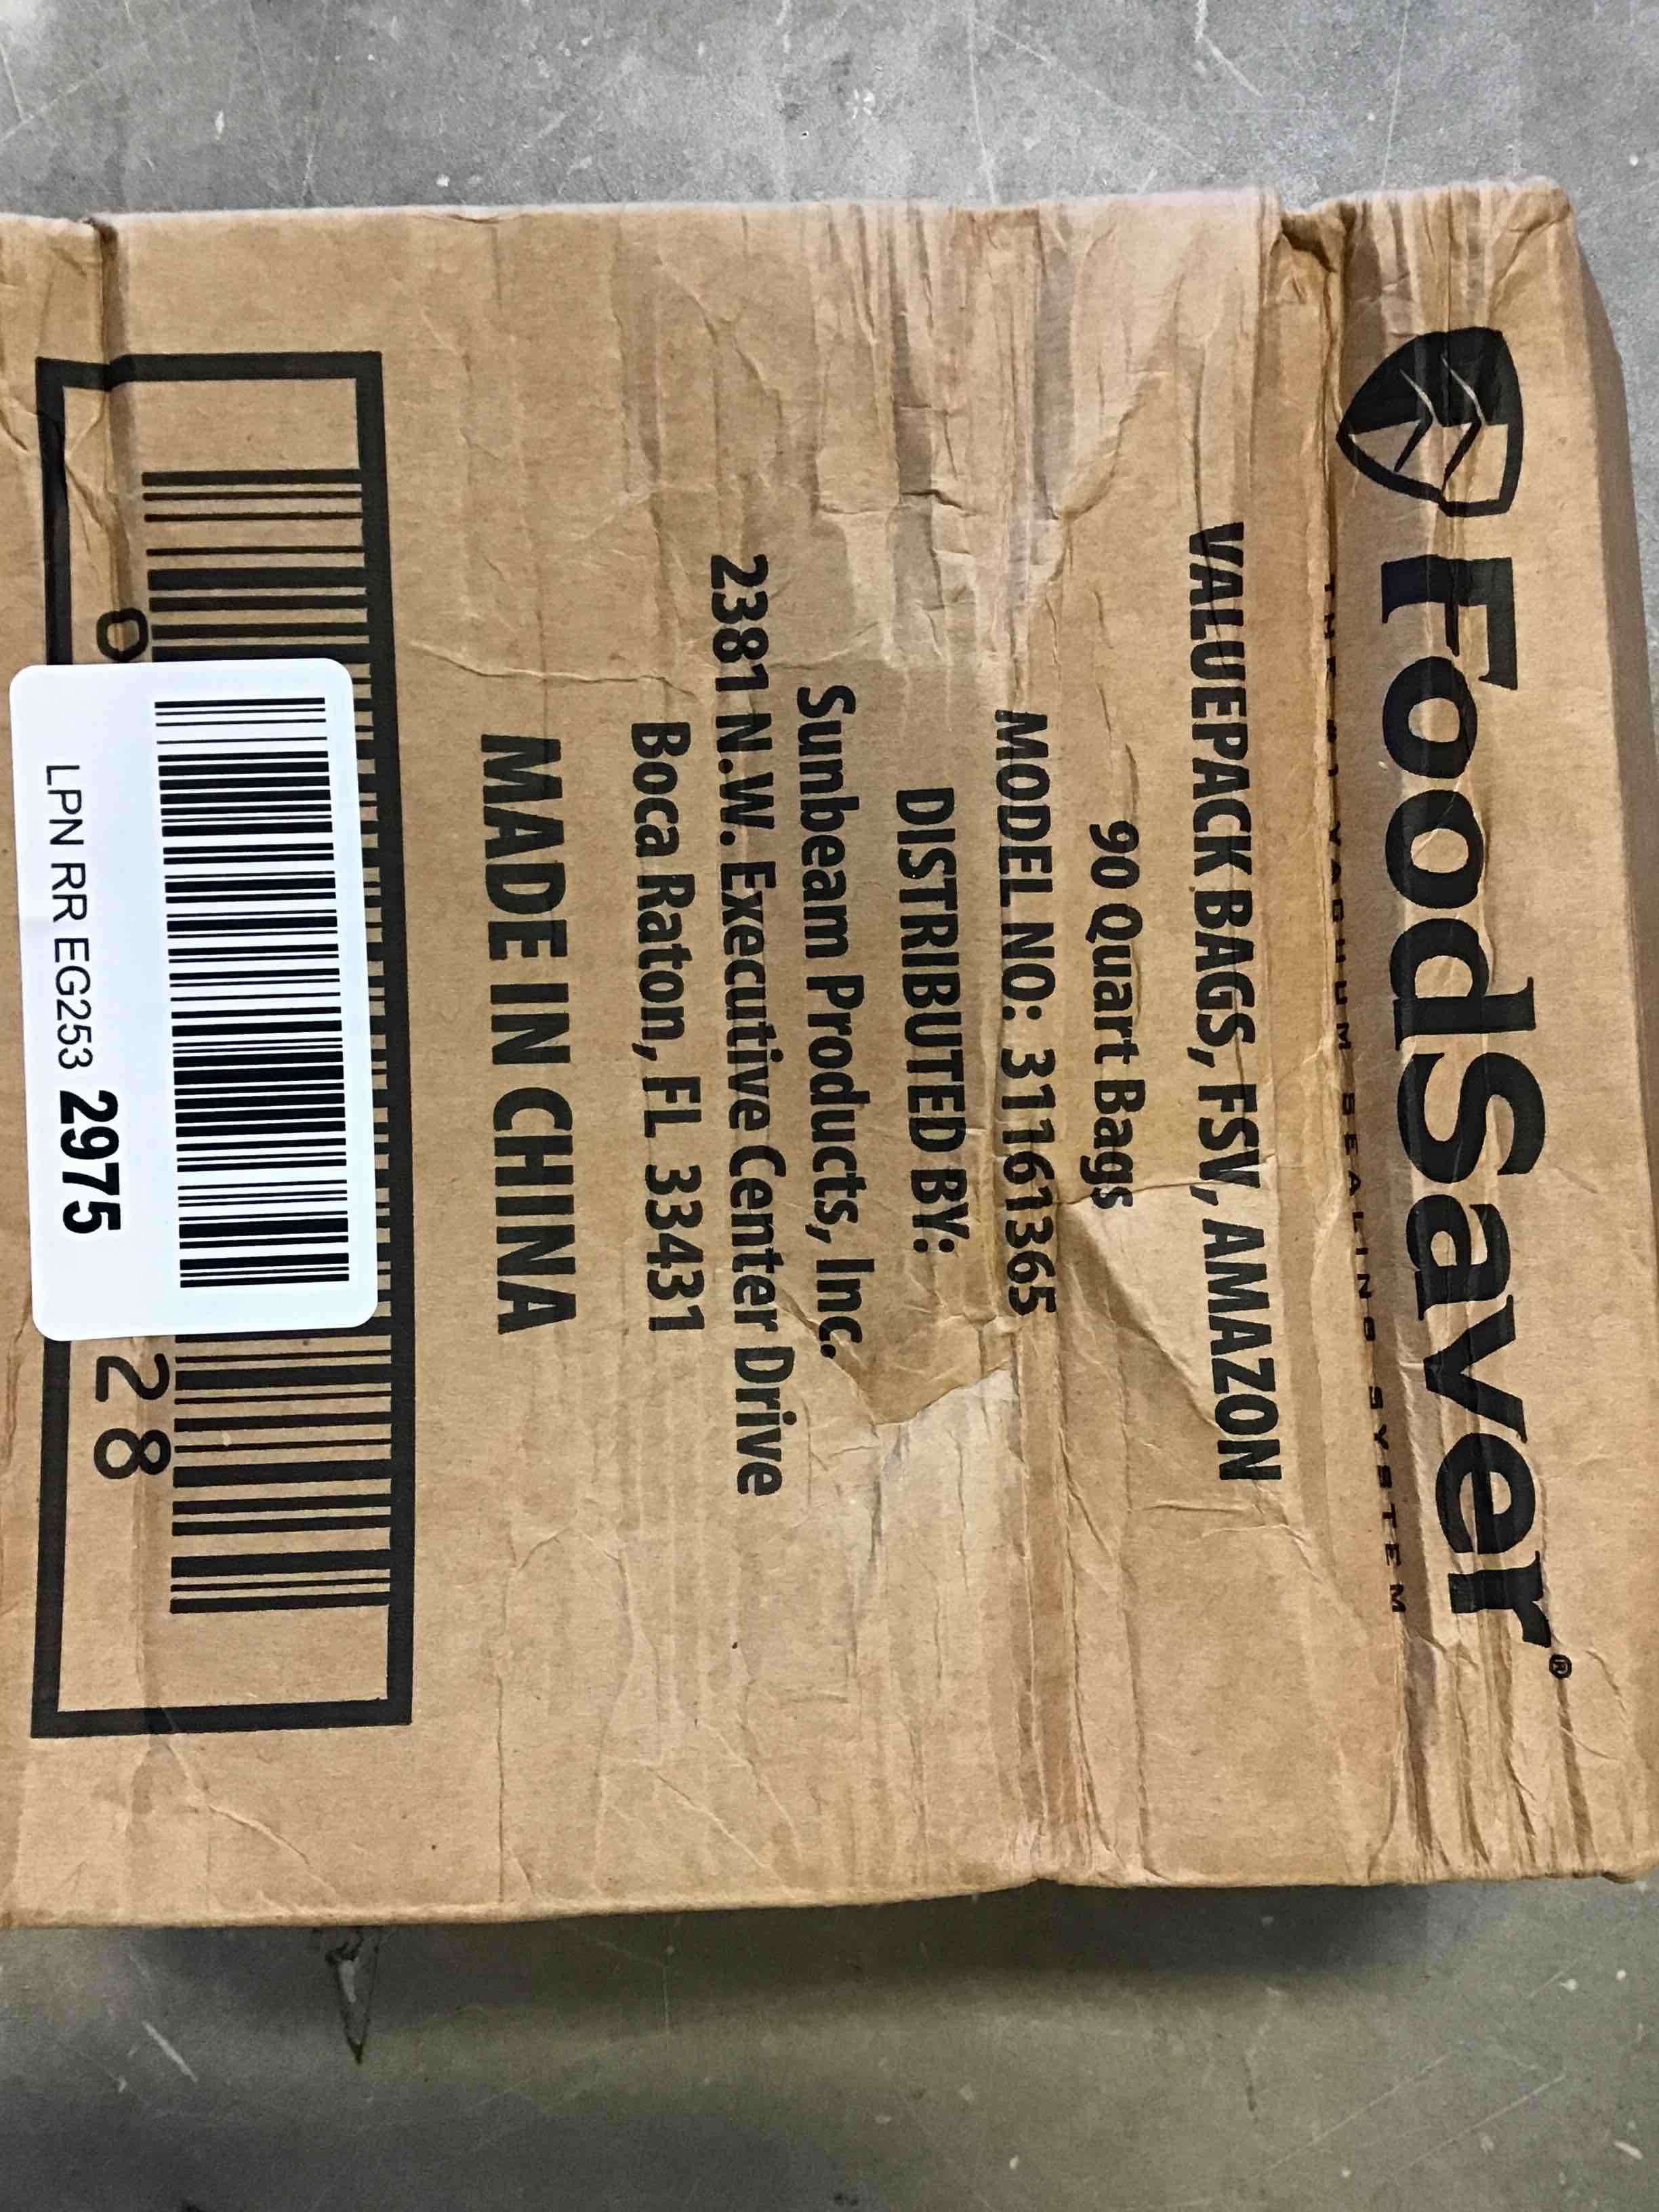 FoodSaver®
THE #1 VACUUM SEALING SYSTEM
VALUEPACK BAGS, FSV, AMAZON
90 Quart Bags
MODEL NO: 31161365
DISTRIBUTED BY:
Sunbeam Products, Inc.
2381 N.W. Executive Center Drive
Boca Raton, FL 33431
MADE IN CHINA
28
LPN RR EG253 2975